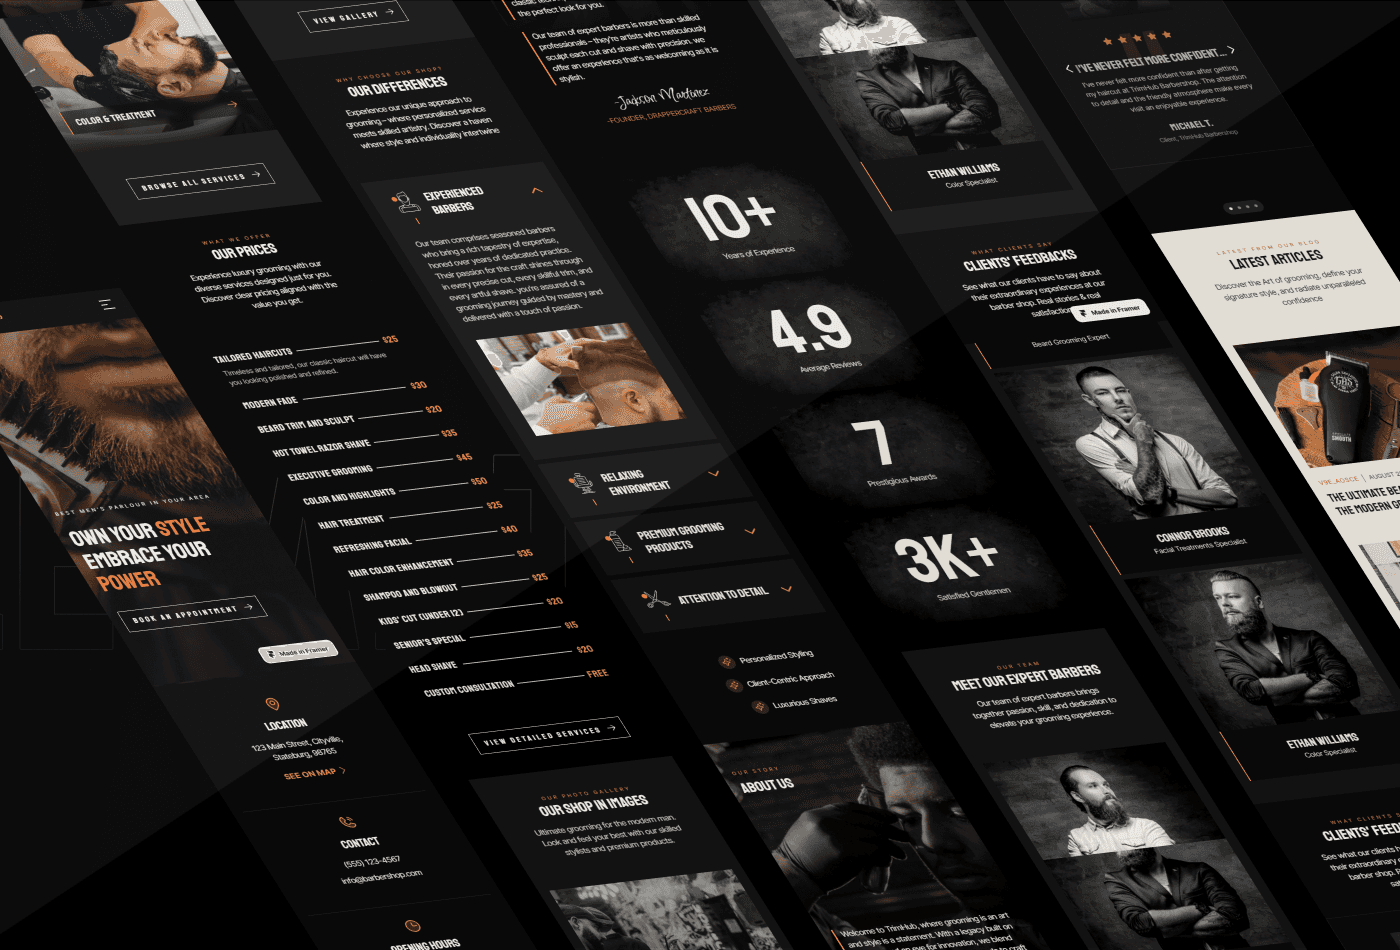 COLOR & TREATMENT
BROWSE ALL SERVICES
WHAT WE OFFER
OUR PRICES
Experience luxury grooming with our
diverse services designed just for you.
Discover clear pricing aligned with the
value you get.
TAILORED HAIRCUTS $25
Timeless and tailored, our classic haircut will have
you looking polished and refined.
MODERN FADE $30
BEARD TRIM AND SCULPT $20
HOT TOWEL RAZOR SHAVE $35
EXECUTIVE GROOMING $45
COLOR AND HIGHLIGHTS $50
HAIR TREATMENT $25
REFRESHING FACIAL $40
HAIR COLOR ENHANCEMENT $35
SHAMPOO AND BLOWOUT $25
KIDS' CUT (UNDER 12) $20
SENIOR'S SPECIAL $15
HEAD SHAVE $20
CUSTOM CONSULTATION FREE
VIEW DETAILED SERVICES
OUR PHOTO GALLERY
OUR SHOP IN IMAGES
Ultimate grooming for the modern man.
Look and feel your best with our skilled
stylists and premium products.
BEST MEN'S PARLOUR IN YOUR AREA
OWN YOUR STYLE
EMBRACE YOUR
POWER
BOOK AN APPOINTMENT
Made in Framer
LOCATION
123 Main Street, Cityville,
Stateburg, 98765
SEE ON MAP
CONTACT
(555) 123-4567
info@barbershop.com
OPENING HOURS
VIEW GALLERY
WHY CHOOSE OUR SHOP?
OUR DIFFERENCES
Experience our unique approach to
grooming – where personalized service
meets skilled artistry. Discover a haven
where style and individuality intertwine
EXPERIENCED
BARBERS
Our team comprises seasoned barbers
who bring a rich tapestry of expertise,
honed over years of dedicated practice.
Their passion for the craft shines through
in every precise cut, every skillful trim, and
every artful shave. you're assured of a
grooming journey guided by mastery and
delivered with a touch of passion.
RELAXING
ENVIRONMENT
PREMIUM GROOMING
PRODUCTS
ATTENTION TO DETAIL
Personalized Styling
Client-Centric Approach
Luxurious Shaves
OUR STORY
ABOUT US
Welcome to TrimHub, where grooming is an art
and style is a statement. With a legacy built on
an eye for innovation, we blend
the perfect look for you.
Our team of expert barbers is more than skilled
professionals – they're artists who meticulously
sculpt each cut and shave with precision. we
offer an experience that's as welcoming as it is
stylish.
-Jackson Martinez
-FOUNDER, DRAPPERCRAFT BARBERS
10+
Years of Experience
4.9
Average Reviews
7
Prestigious Awards
3K+
Satisfied Gentlemen
OUR TEAM
MEET OUR EXPERT BARBERS
Our team of expert barbers brings
together passion, skill, and dedication to
elevate your grooming experience.
ETHAN WILLIAMS
Color Specialist
WHAT CLIENTS SAY
CLIENTS' FEEDBACKS
See what our clients have to say about
their extraordinary experiences at our
barber shop. Real stories & real
satisfaction
Made in Framer
Beard Grooming Expert
CONNOR BROOKS
Facial Treatments Specialist
ETHAN WILLIAMS
Color Specialist
WHAT CLIENTS
CLIENTS' FEED
See what our clients h
their extraordinary
barber shop. R
sat
"I'VE NEVER FELT MORE CONFIDENT...
I've never felt more confident than after getting
my haircut at TrimHub Barbershop. The attention
to detail and the friendly atmosphere make every
visit an enjoyable experience.
MICHAEL T.
Client, TrimHub Barbershop
LATEST FROM OUR BLOG
LATEST ARTICLES
Discover the Art of grooming, define your
signature style, and radiate unparalleled
confidence
SMOOTH
AUGUST
THE ULTIMATE BEA
THE MODERN GE